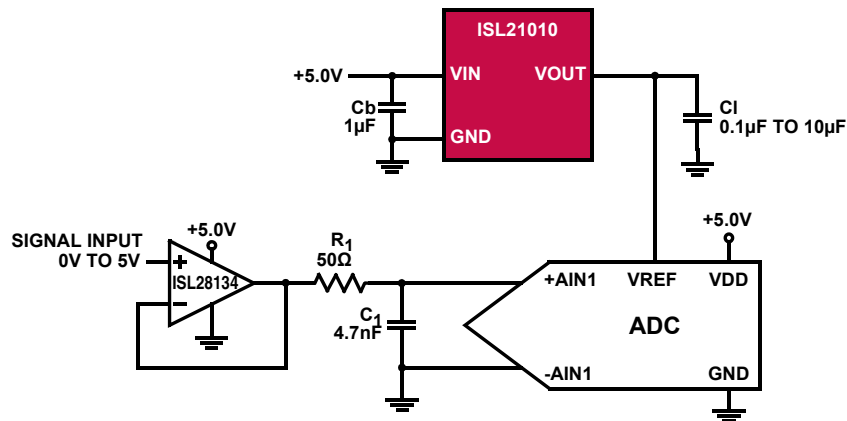 ISL21010
+5.0V
VIN
VOUT
Cb
1µF
GND
Cl
0.1µF TO 10µF
SIGNAL INPUT
0V TO 5V
+5.0V
ISL28134
+
−
R1
50Ω
C1
4.7nF
+5.0V
+AIN1
VREF
VDD
ADC
-AIN1
GND